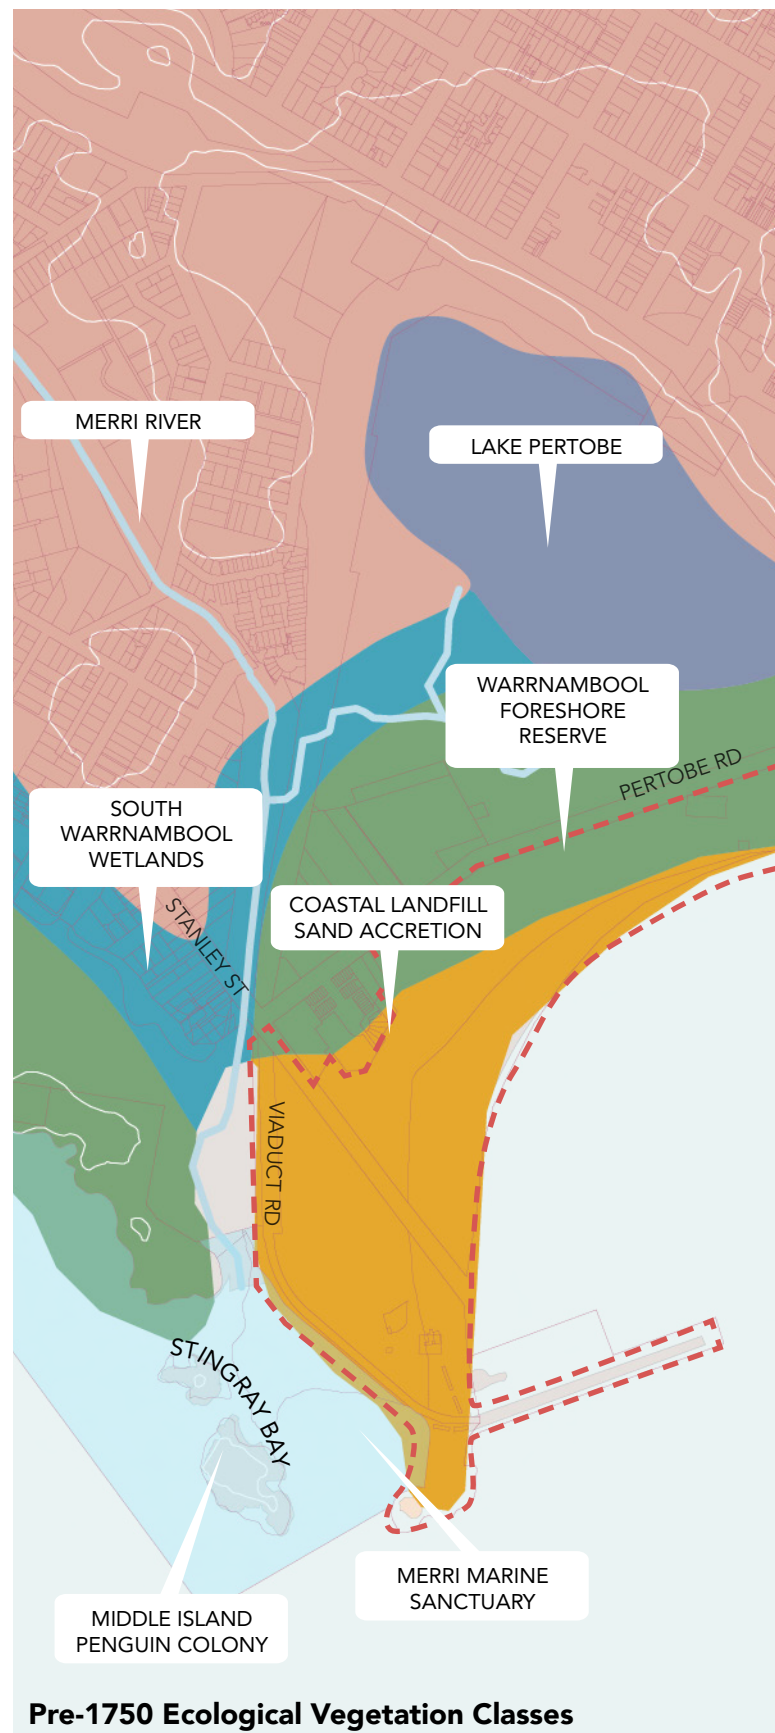 MERRI RIVER
LAKE PERTOBE
WARRNAMBOOL
FORESHORE
RESERVE
PERTOBE RD
SOUTH
WARRNAMBOOL
WETLANDS
STANLEY ST
COASTAL LANDFILL
SAND ACCRETION
VIADUCT RD
STINGRAY BAY
MERRI MARINE
SANCTUARY
MIDDLE ISLAND
PENGUIN COLONY
Pre-1750 Ecological Vegetation Classes